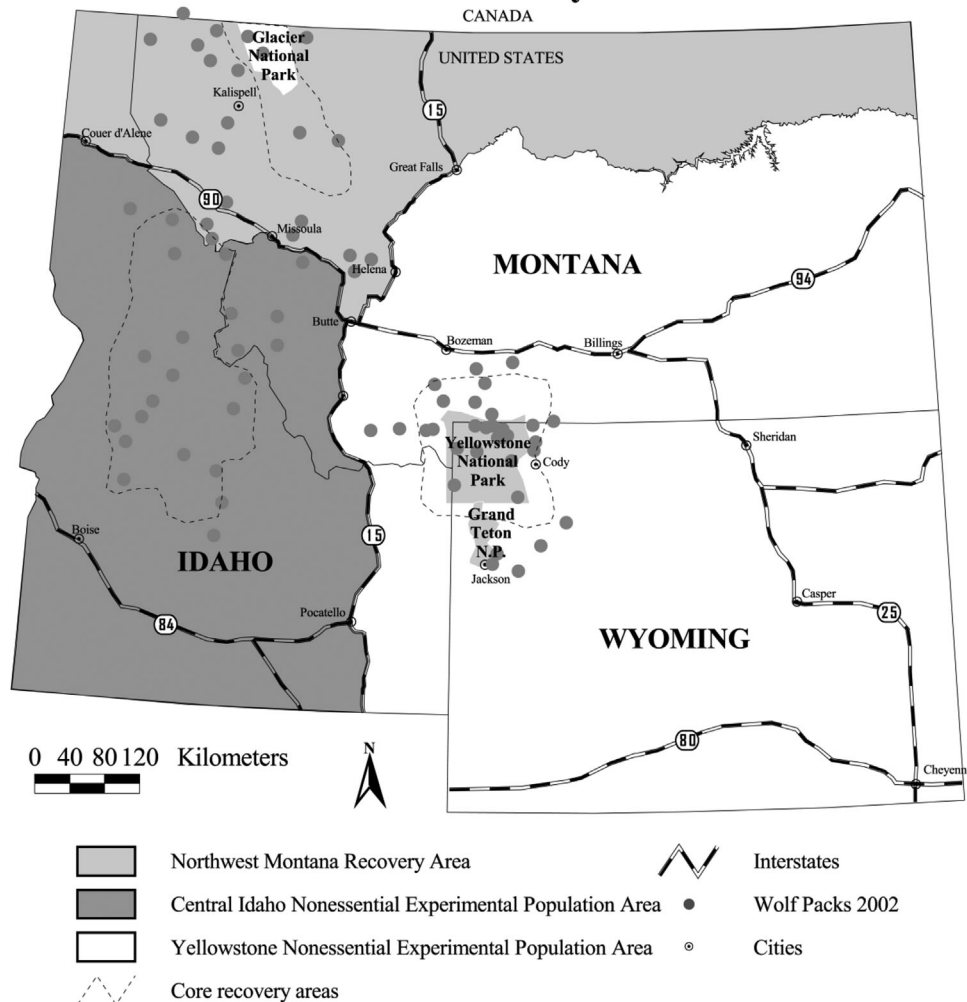 CANADA
UNITED STATES
Glacier
National
Park
Kalispell
15
Couer d'Alene
Great Falls
90
Missoula
Helena
MONTANA
94
Butte
Bozeman
Billings
Yellowstone
National
Park
Cody
Sheridan
Grand
Teton
N.P.
Jackson
Boise
IDAHO
15
Pocatello
84
Casper
25
WYOMING
80
Cheyenn
0 40 80 120 Kilometers
N
Northwest Montana Recovery Area
Interstates
Central Idaho Nonessential Experimental Population Area
Wolf Packs 2002
Yellowstone Nonessential Experimental Population Area
Cities
Core recovery areas